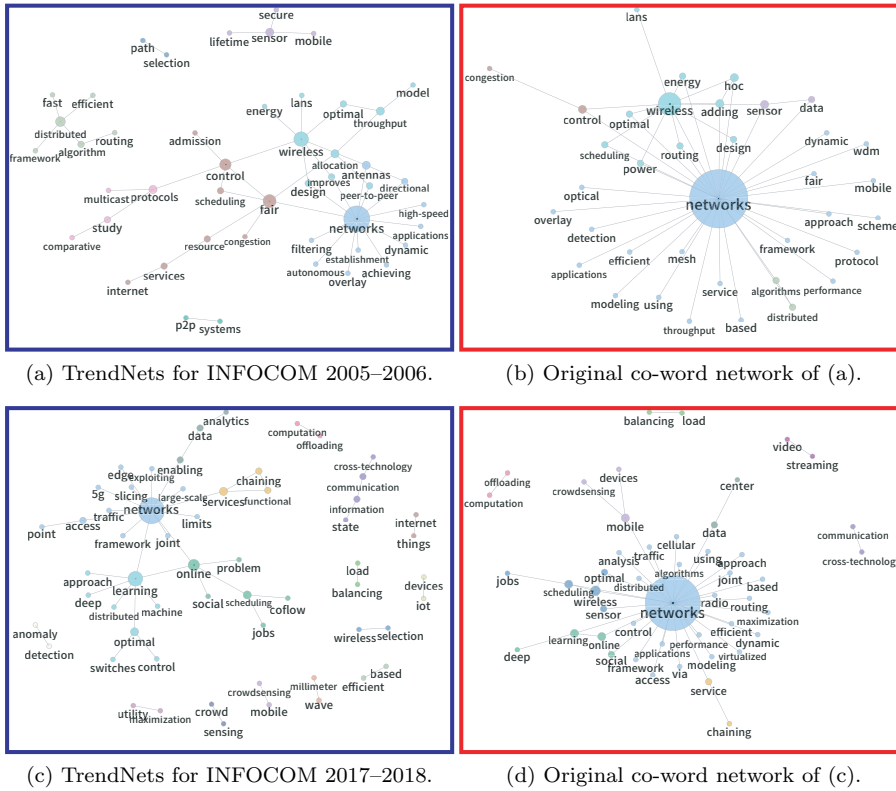 secure
lifetime sensor mobile
path
selection
fast efficient
distributed
framework algorithm routing
admission
energy lans optimal model
throughput
wireless
allocation
control improves antennas
design directional
scheduling peer-to-peer
multicast protocols
fair
study
networks high-speed
comparative
applications
resource congestion
filtering establishment dynamic
services
autonomous achieving
internet overlay
p2p systems
(a) TrendNets for INFOCOM 2005–2006.
lans
congestion
energy hoc
wireless adding sensor data
control optimal
scheduling routing design dynamic
power wdm
optical fair mobile
networks
overlay approach scheme
detection
efficient mesh framework protocol
applications
modeling using service algorithms performance
distributed
throughput based
(b) Original co-word network of (a).
analytics
data
computation
offloading
edge exploiting enabling
chaining
cross-technology
5g slicing large-scale
services functional
communication
networks
information
traffic
point access limits
state internet
framework joint
things
approach online problem
learning
load
deep
balancing
devices
distributed machine social scheduling coflow
iot
anomaly
optimal jobs
detection
wireless selection
switches control
crowdsensing millimeter based
efficient
utility maximization crowd mobile wave
sensing
(c) TrendNets for INFOCOM 2017–2018.
balancing load
video
streaming
offloading
devices
crowdsensing
center
computation
mobile
data
communication
cellular
cross-technology
analysis traffic using approach
jobs optimal algorithms joint
scheduling distributed based
wireless radio routing
sensor networks
maximization
control efficient
learning online performance dynamic
deep applications virtualized
social
framework modeling
access via
service
chaining
(d) Original co-word network of (c).